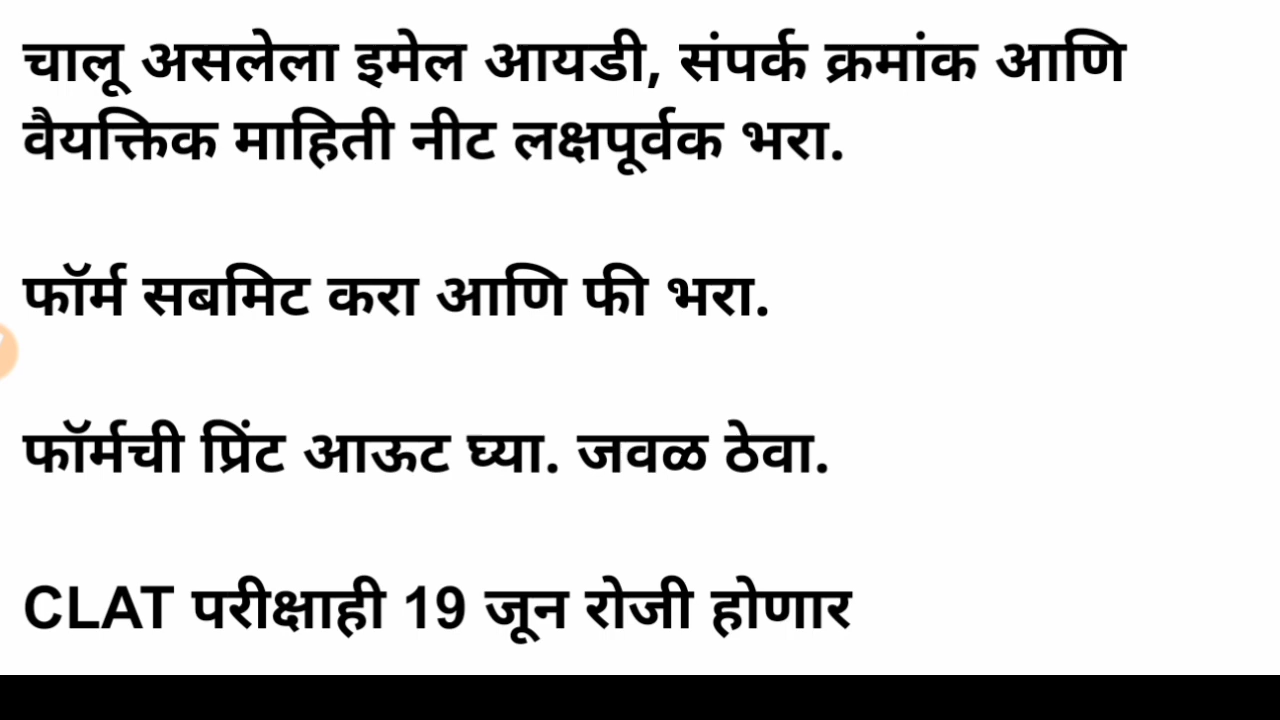 चालू असलेला इमेल आयडी, संपर्क क्रमांक आणि
वैयक्तिक माहिती नीट लक्षपूर्वक भरा.
फॉर्म सबमिट करा आणि फी भरा.
फॉर्मची प्रिंट आऊट घ्या. जवळ ठेवा.
CLAT परीक्षाही 19 जून रोजी होणार